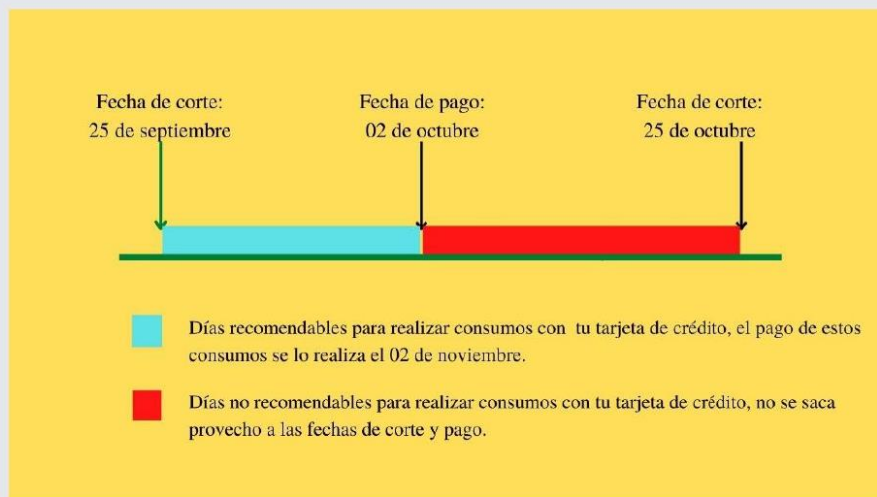 Fecha de corte:
25 de septiembre
Fecha de pago:
02 de octubre
Fecha de corte:
25 de octubre
Días recomendables para realizar consumos con tu tarjeta de crédito, el pago de estos
consumos se lo realiza el 02 de noviembre.
Días no recomendables para realizar consumos con tu tarjeta de crédito, no se saca
provecho a las fechas de corte y pago.